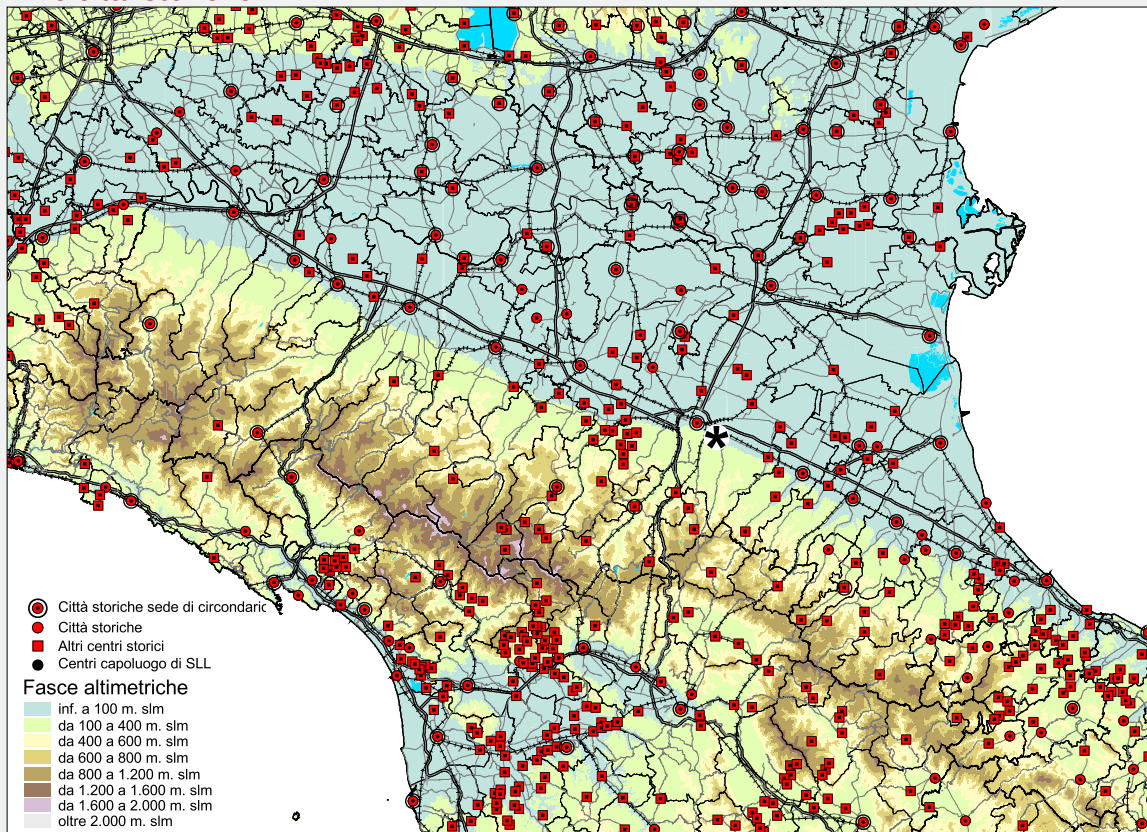 Città storiche sede di circondario
Città storiche
Altri centri storici
Centri capoluogo di SLL
Fasce altimetriche
inf. a 100 m. slm
da 100 a 400 m. slm
da 400 a 600 m. slm
da 600 a 800 m. slm
da 800 a 1.200 m. slm
da 1.200 a 1.600 m. slm
da 1.600 a 2.000 m. slm
oltre 2.000 m. slm
*